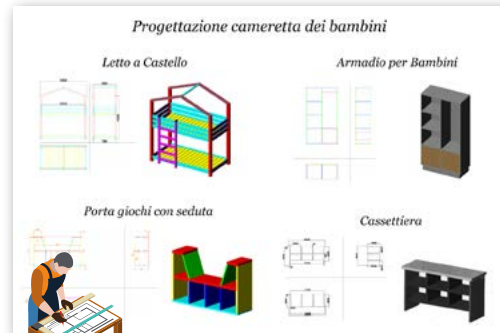 Progettazione cameretta dei bambini
Letto a Castello
Armadio per Bambini
Porta giochi con seduta
Cassettiera